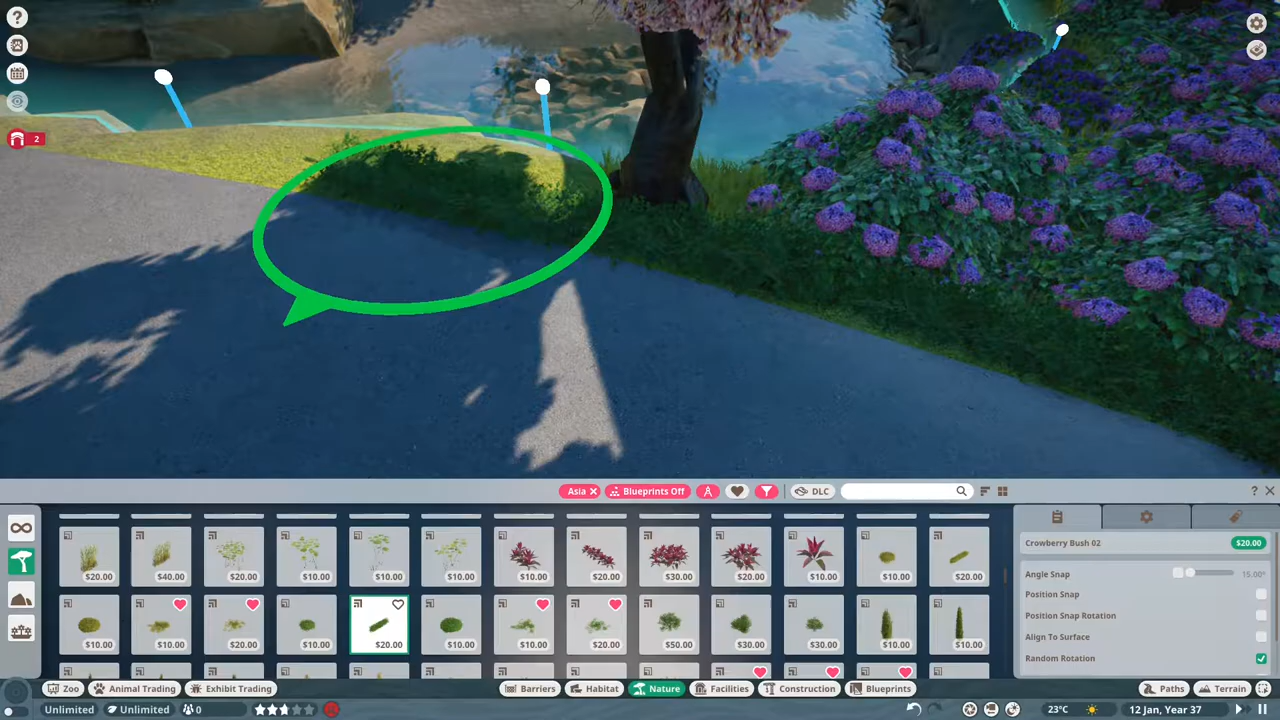 ?
2
Asia ✕ Blueprints Off DLC ? ✕
$20.00 $40.00 $20.00 $10.00 $10.00 $10.00 $10.00 $20.00 $30.00 $20.00 $10.00 $10.00 $20.00
$10.00 $10.00 $20.00 $10.00 $20.00 $10.00 $10.00 $20.00 $50.00 $30.00 $30.00 $10.00 $10.00
Crowberry Bush 02 $20.00
Angle Snap 15.00°
Position Snap
Position Snap Rotation
Align To Surface
Random Rotation
Zoo Animal Trading Exhibit Trading Barriers Habitat Nature Facilities Construction Blueprints Paths Terrain
Unlimited Unlimited 0 23°C 12 Jan, Year 37